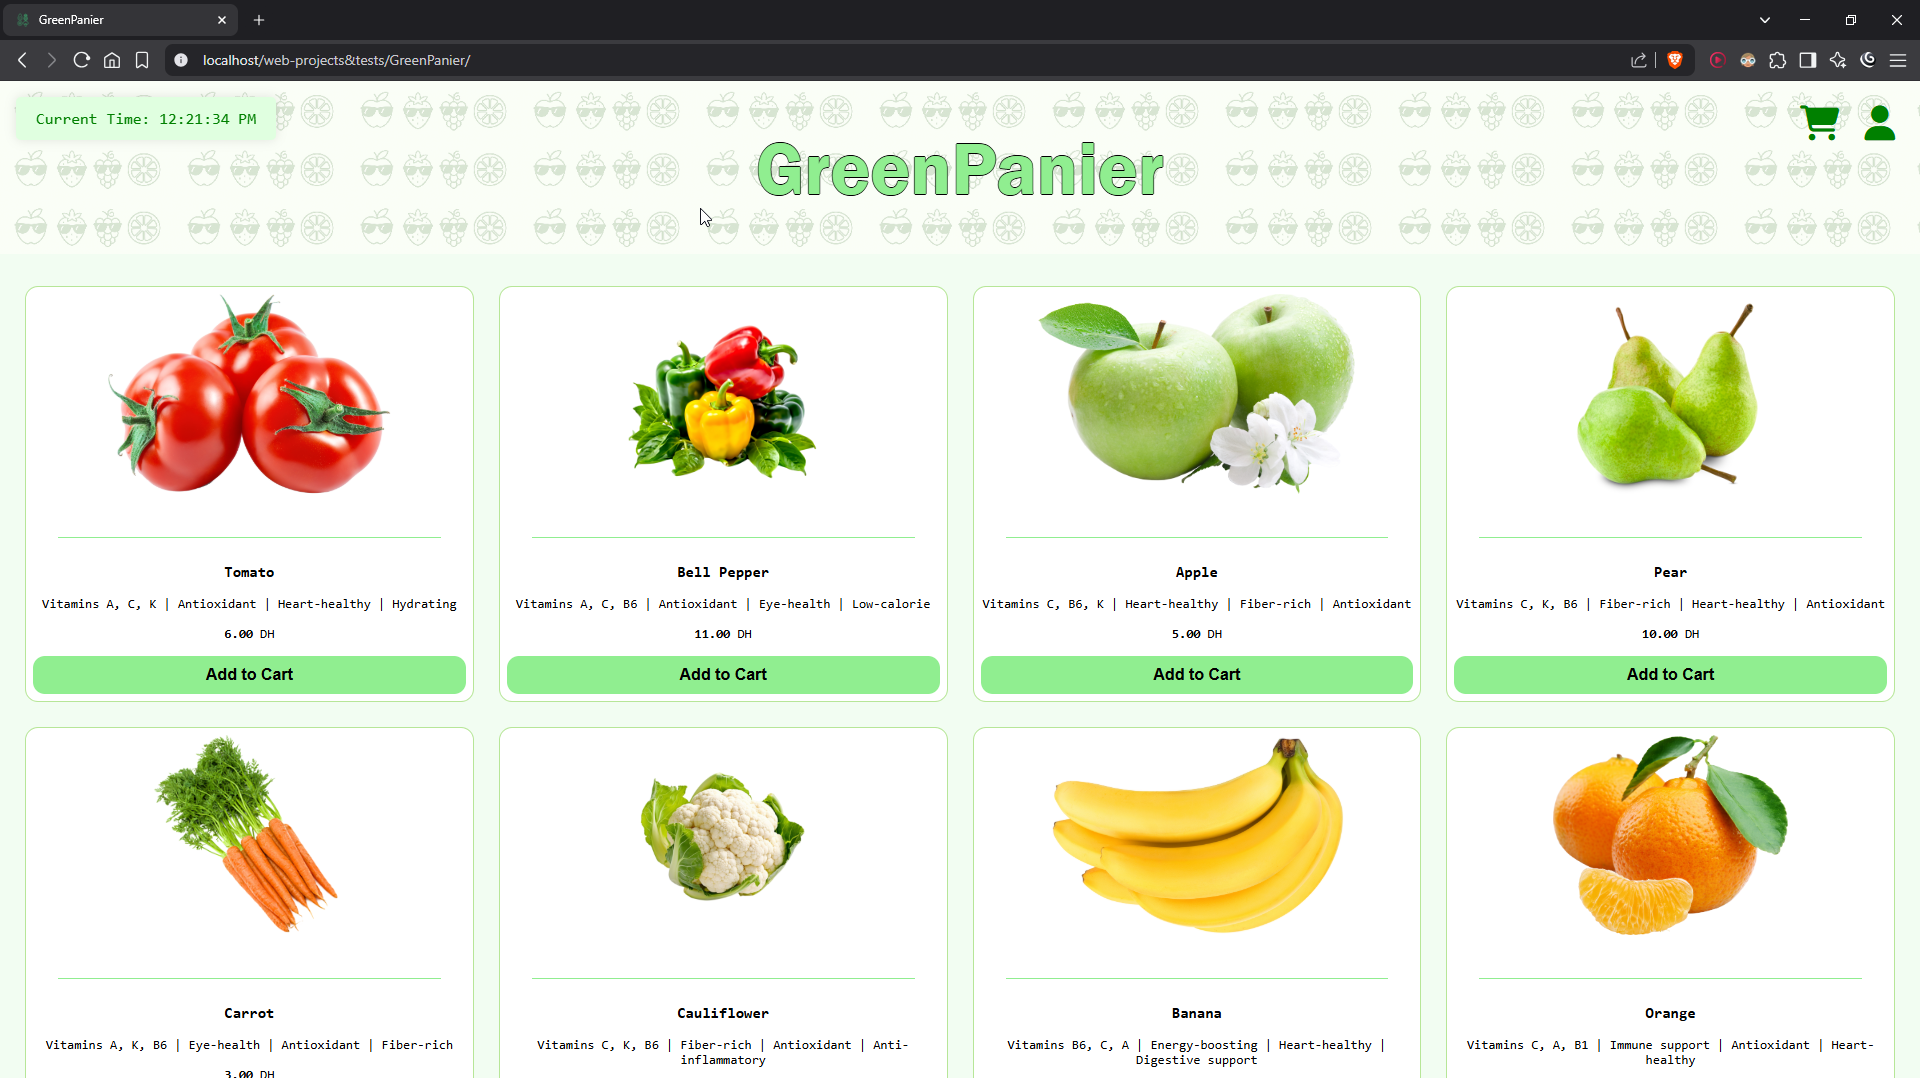 GreenPanier
localhost/web-projects&tests/GreenPanier/
Current Time: 12:21:34 PM
GreenPanier
Tomato
Vitamins A, C, K | Antioxidant | Heart-healthy | Hydrating
6.00 DH
Add to Cart
Bell Pepper
Vitamins A, C, B6 | Antioxidant | Eye-health | Low-calorie
11.00 DH
Add to Cart
Apple
Vitamins C, B6, K | Heart-healthy | Fiber-rich | Antioxidant
5.00 DH
Add to Cart
Pear
Vitamins C, K, B6 | Fiber-rich | Heart-healthy | Antioxidant
10.00 DH
Add to Cart
Carrot
Vitamins A, K, B6 | Eye-health | Antioxidant | Fiber-rich
3.00 DH
Cauliflower
Vitamins C, K, B6 | Fiber-rich | Antioxidant | Anti-
inflammatory
Banana
Vitamins B6, C, A | Energy-boosting | Heart-healthy |
Digestive support
Orange
Vitamins C, A, B1 | Immune support | Antioxidant | Heart-
healthy